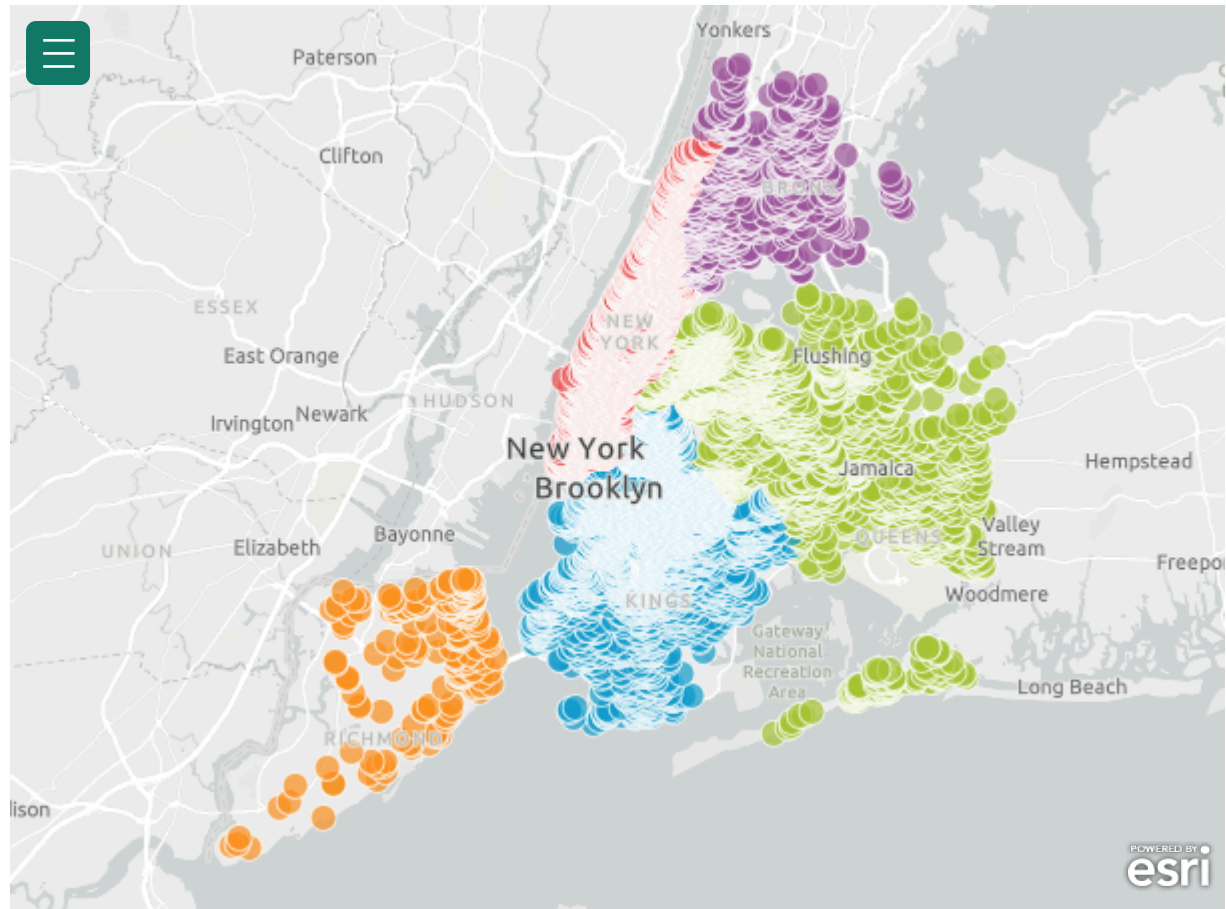 Yonkers
Paterson
Clifton
BRONX
ESSEX
NEW
YORK
East Orange
Flushing
HUDSON
Irvington
Newark
New York
Jamaica
Hempstead
Brooklyn
Bayonne
Valley
Stream
QUEENS
UNION
Elizabeth
Freepo
Woodmere
KINGS
Gateway
National
Recreation
Area
Long Beach
RICHMOND
lison
POWERED BY
esri